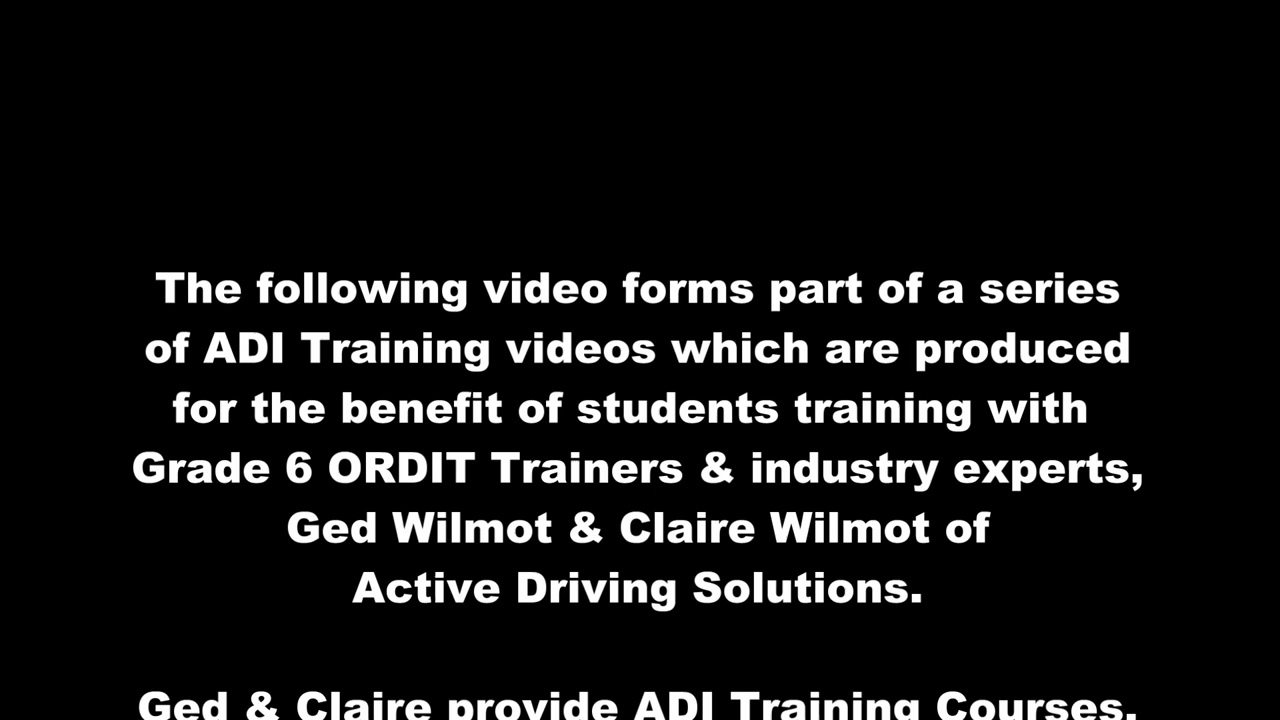 The following video forms part of a series
of ADI Training videos which are produced
for the benefit of students training with
Grade 6 ORDIT Trainers & industry experts,
Ged Wilmot & Claire Wilmot of
Active Driving Solutions.
Ged & Claire provide ADI Training Courses,